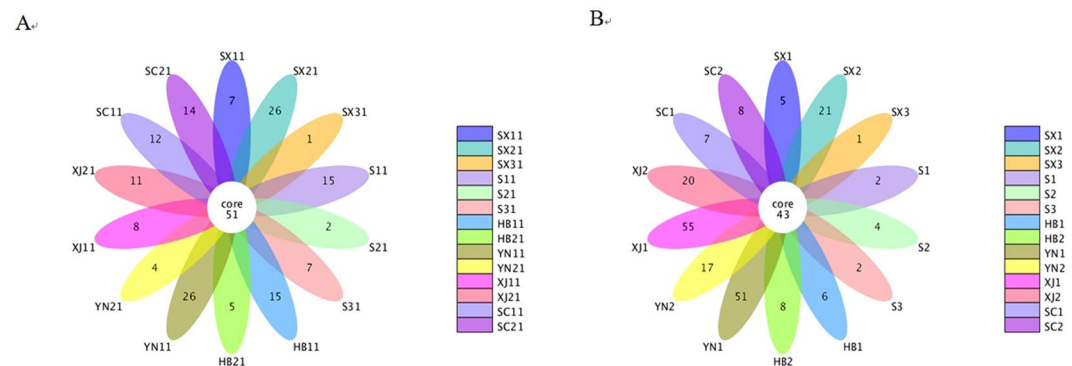 A
SX11
SC21
SX21
7
14
26
SC11
SX31
12
1
XJ21
S11
11
15
core
51
8
2
XJ11
S21
4
7
YN21
26
15
S31
5
YN11
HB11
HB21
SX11
SX21
SX31
S11
S21
S31
HB11
HB21
YN11
YN21
XJ11
XJ21
SC11
SC21
B
SX1
SC2
SX2
5
8
21
SC1
SX3
7
1
XJ2
S1
20
2
core
43
55
4
XJ1
S2
17
2
YN2
51
6
S3
8
YN1
HB1
HB2
SX1
SX2
SX3
S1
S2
S3
HB1
HB2
YN1
YN2
XJ1
XJ2
SC1
SC2